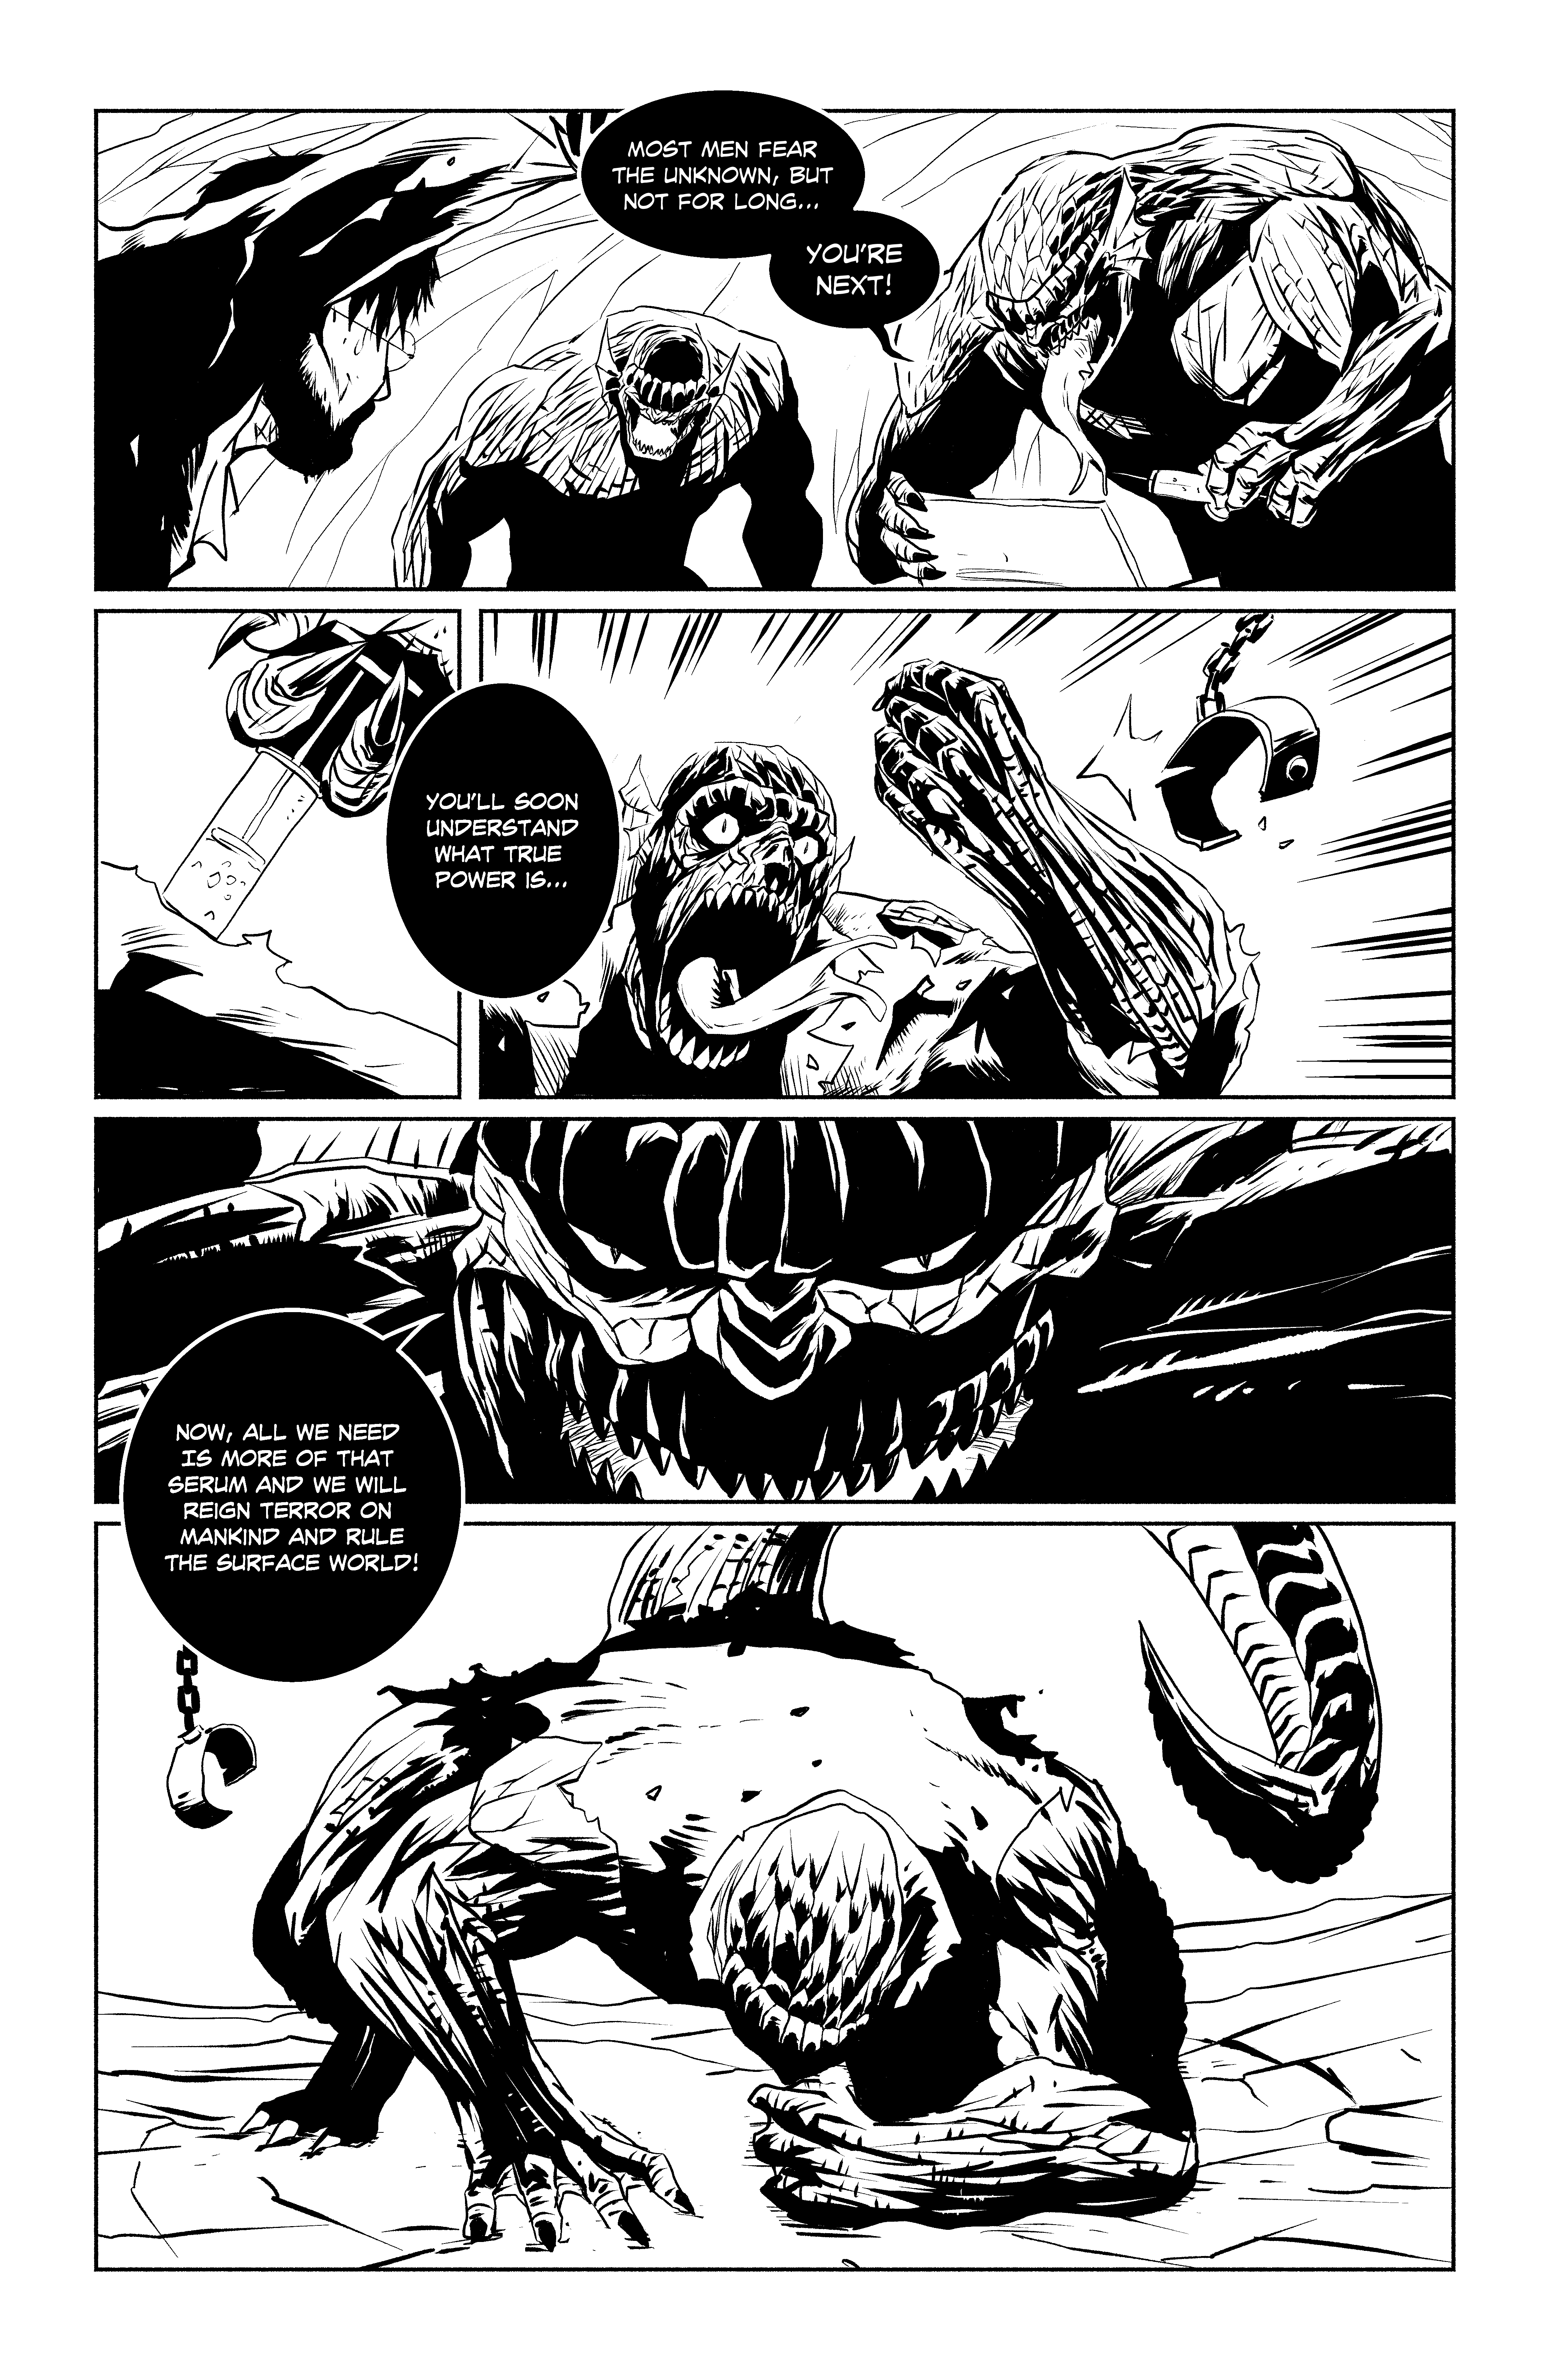 MOST MEN FEAR
THE UNKNOWN, BUT
NOT FOR LONG...
YOU'RE
NEXT!
YOU'LL SOON
UNDERSTAND
WHAT TRUE
POWER IS...
NOW, ALL WE NEED
IS MORE OF THAT
SERUM AND WE WILL
REIGN TERROR ON
MANKIND AND RULE
THE SURFACE WORLD!